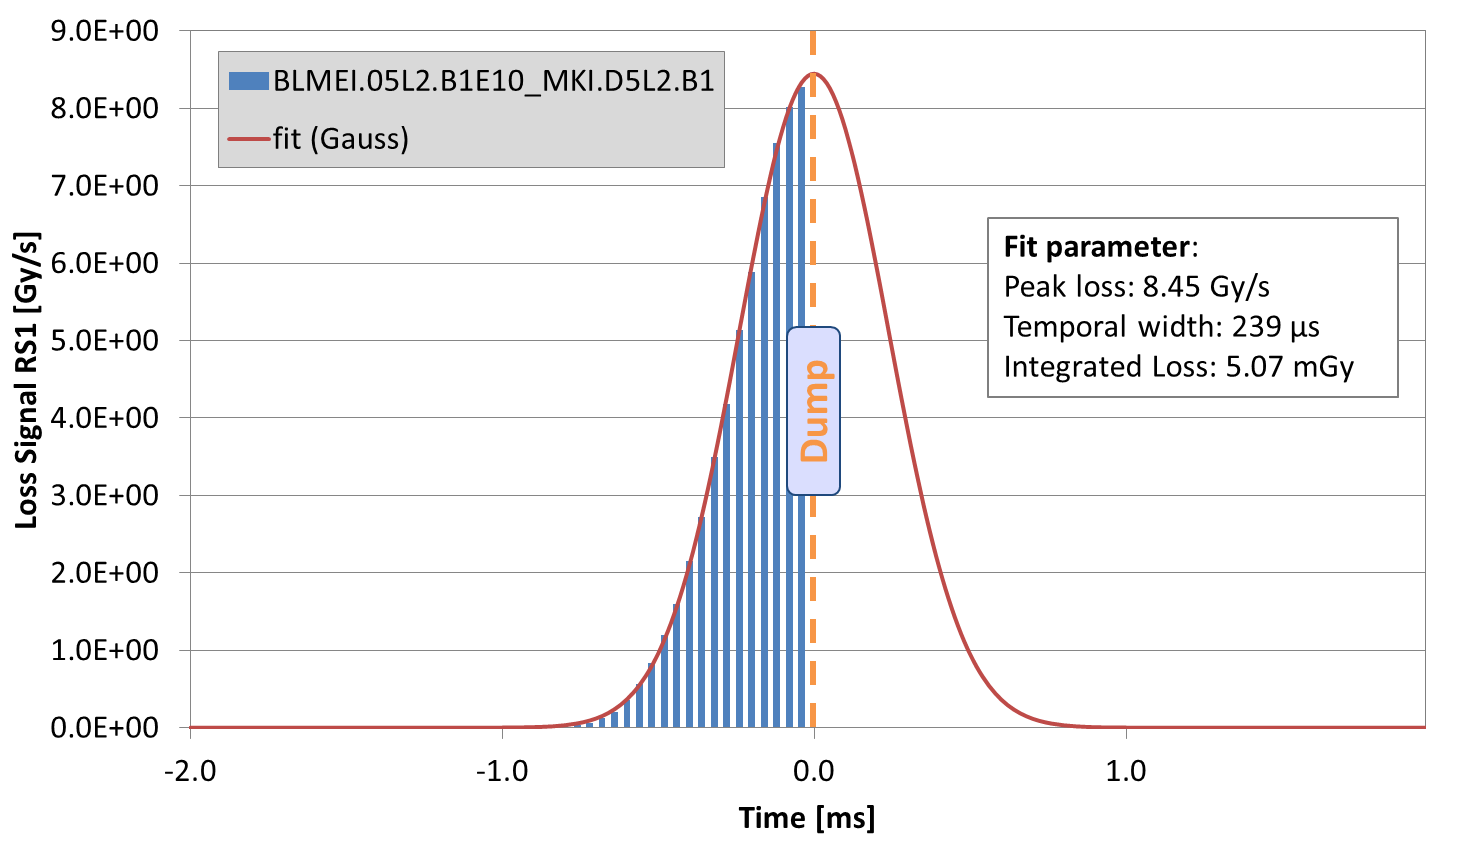 9.0E+00
8.0E+00
7.0E+00
6.0E+00
5.0E+00
4.0E+00
3.0E+00
2.0E+00
1.0E+00
0.0E+00
Loss Signal RS1 [Gy/s]
BLMEI.05L2.B1E10_MKI.D5L2.B1
fit (Gauss)
Dump
Fit parameter:
Peak loss: 8.45 Gy/s
Temporal width: 239 µs
Integrated Loss: 5.07 mGy
-2.0 -1.0 0.0 1.0
Time [ms]